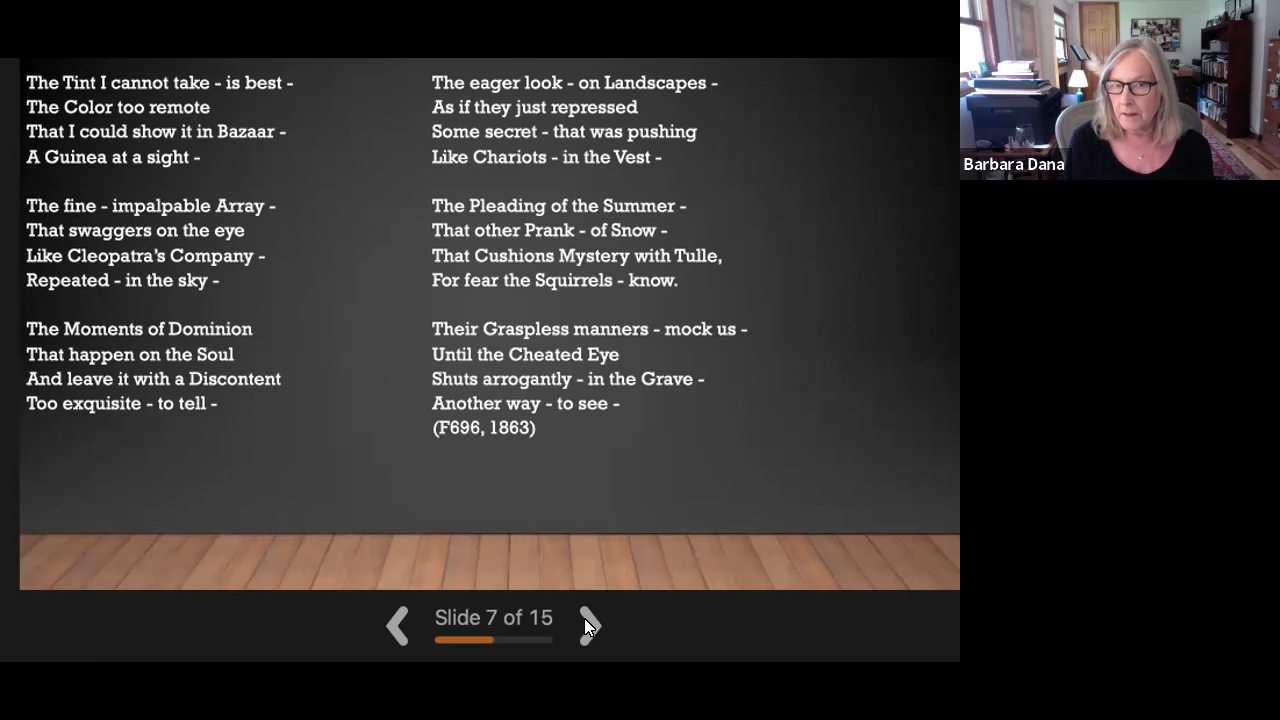 The Tint I cannot take - is best -
The Color too remote
That I could show it in Bazaar -
A Guinea at a sight -
The fine - impalpable Array -
That swaggers on the eye
Like Cleopatra's Company -
Repeated - in the sky -
The Moments of Dominion
That happen on the Soul
And leave it with a Discontent
Too exquisite - to tell -
The eager look - on Landscapes -
As if they just repressed
Some secret - that was pushing
Like Chariots - in the Vest -
The Pleading of the Summer -
That other Prank - of Snow -
That Cushions Mystery with Tulle,
For fear the Squirrels - know.
Their Graspless manners - mock us -
Until the Cheated Eye
Shuts arrogantly - in the Grave -
Another way - to see -
(F696, 1863)
Barbara Dana
Slide 7 of 15